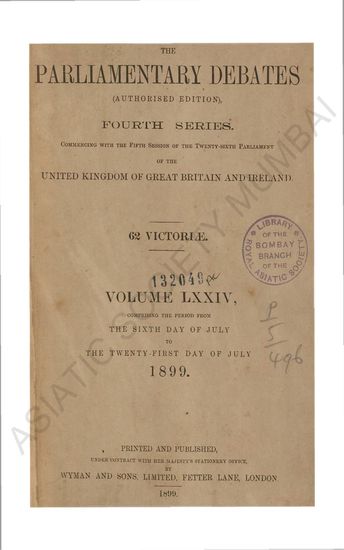 THE
PARLIAMENTARY DEBATES
(AUTHORISED EDITION),
FOURTH SERIES.
COMMENCING WITH THE FIFTH SESSION OF THE TWENTY-SIXTH PARLIAMENT
OF THE
UNITED KINGDOM OF GREAT BRITAIN AND IRELAND.
62 VICTORIÆ.
LIBRARY
OF THE
BOMBAY
BRANCH
OF THE
ROYAL ASIATIC SOCIETY
132049
VOLUME LXXIV,
COMPRISING THE PERIOD FROM
THE SIXTH DAY OF JULY
TO
THE TWENTY-FIRST DAY OF JULY
1899.
P/5/496
PRINTED AND PUBLISHED,
UNDER CONTRACT WITH HER MAJESTY'S STATIONERY OFFICE,
BY
WYMAN AND SONS, LIMITED, FETTER LANE, LONDON
1899.
ASIATIC SOCIETY MUMBAI